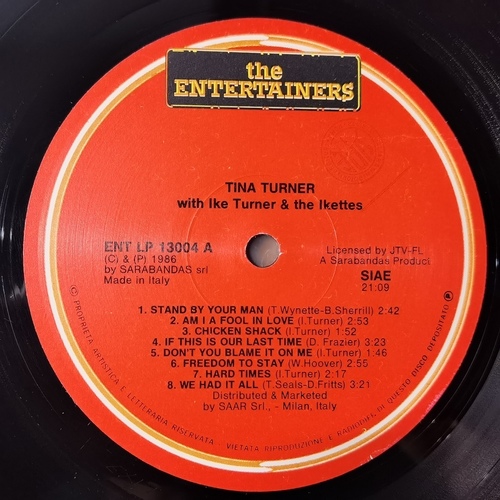 the
ENTERTAINERS
TINA TURNER
with Ike Turner & the Ikettes
ENT LP 13004 A
(C) & (P) 1986
by SARABANDAS srl
Made in Italy
Licensed by JTV-FL
A Sarabandas Product
SIAE
21:09
1. STAND BY YOUR MAN (T.Wynette-B.Sherrill) 2:42
2. AM I A FOOL IN LOVE (I.Turner) 2:53
3. CHICKEN SHACK (I.Turner) 1:52
4. IF THIS IS OUR LAST TIME (D. Frazier) 3:23
5. DON'T YOU BLAME IT ON ME (I.Turner) 1:46
6. FREEDOM TO STAY (W.Hoover) 2:55
7. HARD TIMES (I.Turner) 2:17
8. WE HAD IT ALL (T.Seals-D.Fritts) 3:21
Distributed & Marketed
by SAAR Srl., - Milan, Italy
© PROPRIETA ARTISTICA E LETTERARIA RISERVATA - VIETATA RIPRODUZIONE E RADIODIFF. DI QUESTO DISCO DEPOSITATO ℗